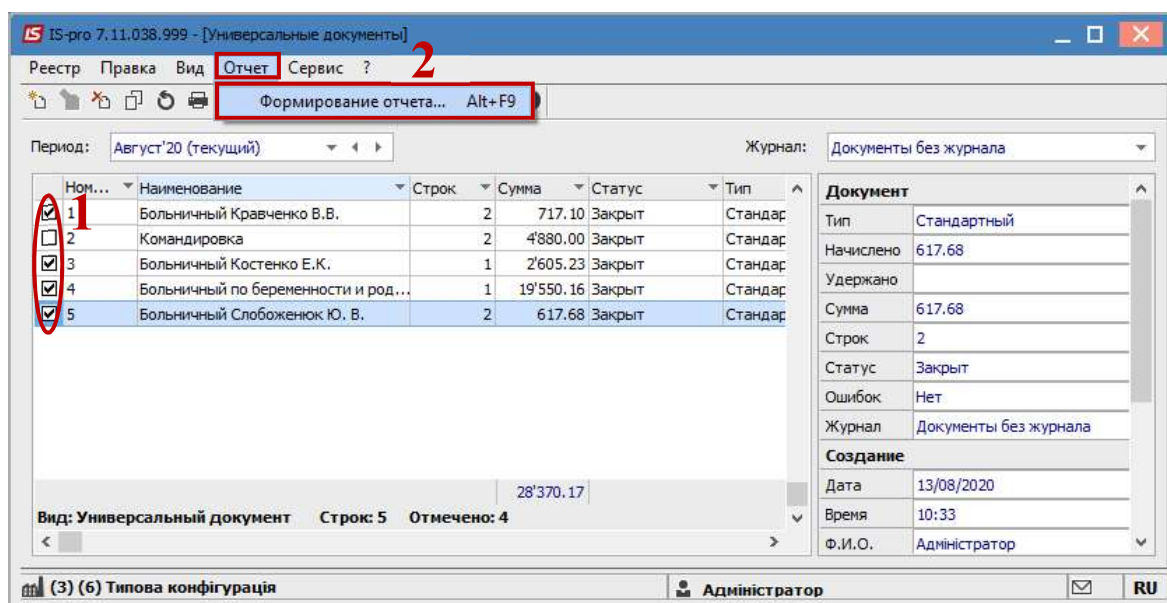 IS-pro 7.11.038.999 - [Универсальные документы]
2
Реестр Правка Вид Отчет Сервис ?
Формирование отчета... Alt+F9
Период: Август'20 (текущий) Журнал: Документы без журнала
Ном... Наименование Строк Сумма Статус Тип
1
1 Больничный Кравченко В.В. 2 717.10 Закрыт Стандар
2 Командировка 2 4'880.00 Закрыт Стандар
3 Больничный Костенко Е.К. 1 2'605.23 Закрыт Стандар
4 Больничный по беременности и род... 1 19'550.16 Закрыт Стандар
5 Больничный Слобоженюк Ю. В. 2 617.68 Закрыт Стандар
28'370.17
Вид: Универсальный документ Строк: 5 Отмечено: 4
Документ
Тип Стандартный
Начислено 617.68
Удержано
Сумма 617.68
Строк 2
Статус Закрыт
Ошибок Нет
Журнал Документы без журнала
Создание
Дата 13/08/2020
Время 10:33
Ф.И.О. Адміністратор
(3) (6) Типова конфігурація Адміністратор RU